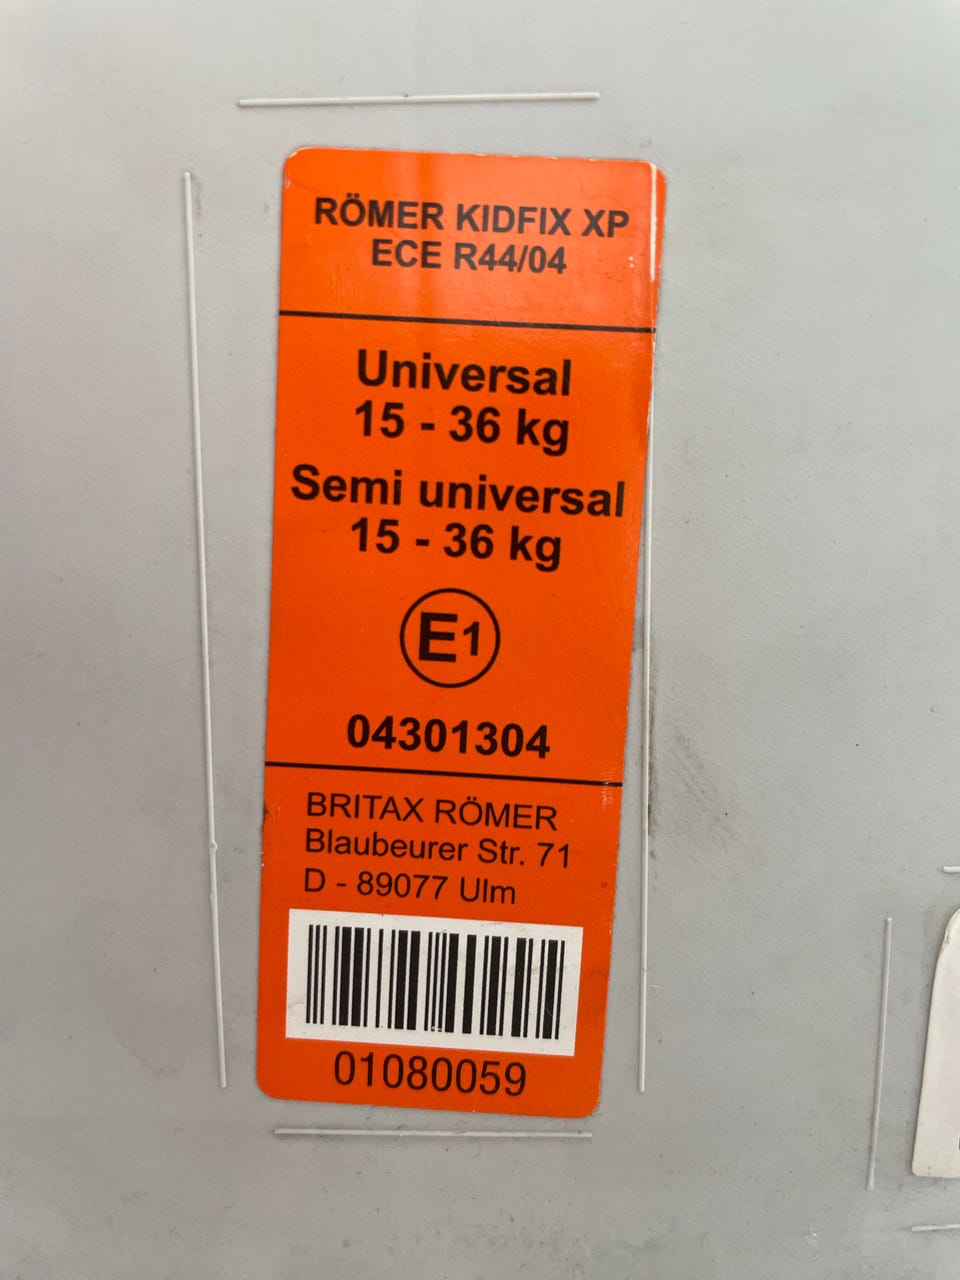 RÖMER KIDFIX XP
ECE R44/04
Universal
15 - 36 kg
Semi universal
15 - 36 kg
E1
04301304
BRITAX RÖMER
Blaubeurer Str. 71
D - 89077 Ulm
01080059